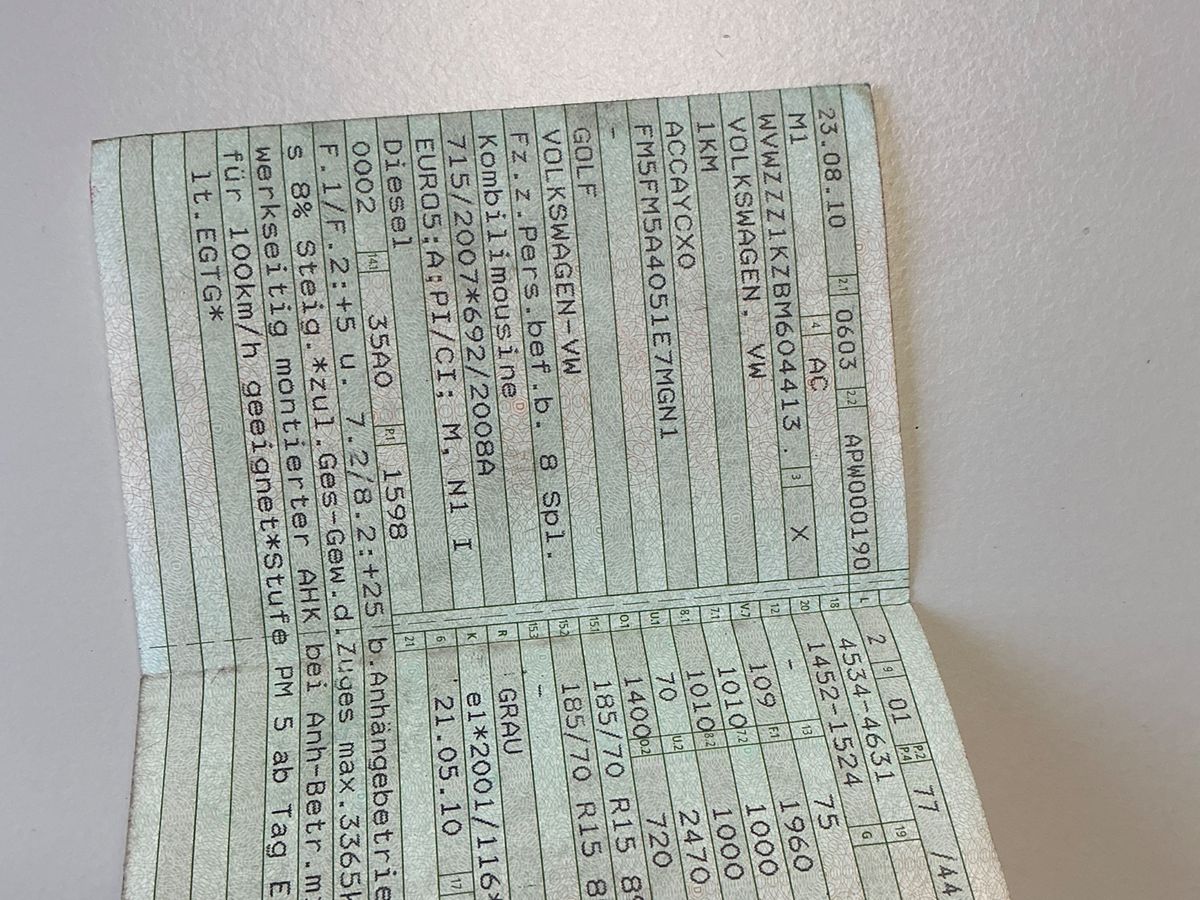 23.08.10 2.1 0603 2.2 APW000190
M1 4 AC
WVWZZZ1KZBM604413 . 3 X
VOLKSWAGEN, VW
1KM
ACCAYCX0
FM5FM5A4051E7MGN1
-
GOLF
VOLKSWAGEN-VW
Fz.z.Pers.bef.b. 8 Spl.
Kombilimousine
715/2007*692/2008A
EURO5;A;PI/CI; M, N1 I
Diesel
0002 14.1 35A0 P.1 1598
L 2 9 01 P.2 P.4 77 /44
4534-4631 19
18 1452-1524 G
20 - 13 75
12 109 F.1 1960
V.7 1010 7.2 1000
7.1 1010 8.2 1000
8.1 70 U.2 2470
U.1 1400 O.2 720
O.1 185/70 R15 8
15.1 185/70 R15 8
15.2 -
15.3
R GRAU
K e1*2001/116*
6 21.05.10 17
21
F.1/F.2:+5 u. 7.2/8.2:+25 b.Anhängebetrie
s 8% Steig.*zul.Ges-Gew.d.Zuges max.3365
werkseitig montierter AHK bei Anh-Betr.m
für 100km/h geeignet*Stufe PM 5 ab Tag E
lt.EGTG*